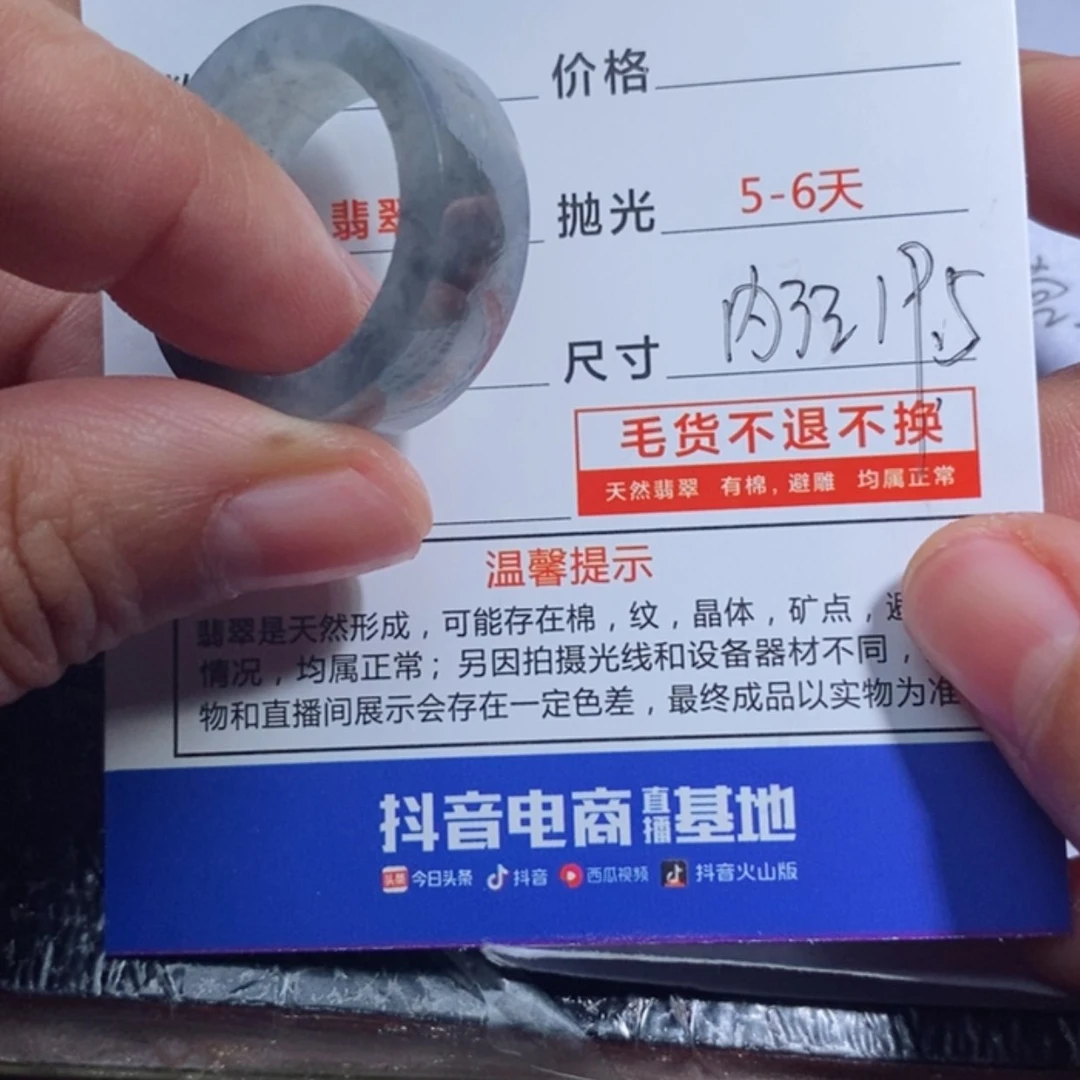 价格
翡翠
抛光 5-6天
尺寸 内径19.5
毛货不退不换
天然翡翠 有棉，避雕 均属正常
温馨提示
翡翠是天然形成，可能存在棉，纹，晶体，矿点，避
情况，均属正常；另因拍摄光线和设备器材不同，
物和直播间展示会存在一定色差，最终成品以实物为准
抖音电商直播基地
头条 今日头条 抖音 西瓜视频 抖音火山版